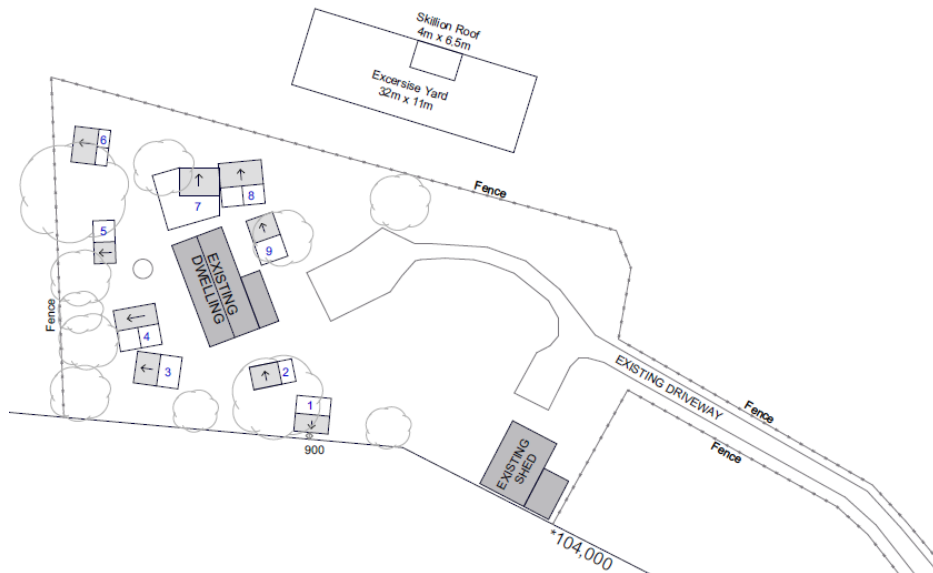 Skillion Roof
4m x 6.5m
Excersise Yard
32m x 11m
6
Fence
7
8
5
9
EXISTING
DWELLING
Fence
4
3
2
1
900
EXISTING DRIVEWAY
Fence
Fence
EXISTING
SHED
*104,000